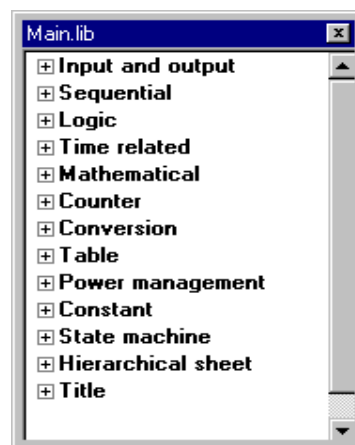 Main.lib
Input and output
Sequential
Logic
Time related
Mathematical
Counter
Conversion
Table
Power management
Constant
State machine
Hierarchical sheet
Title